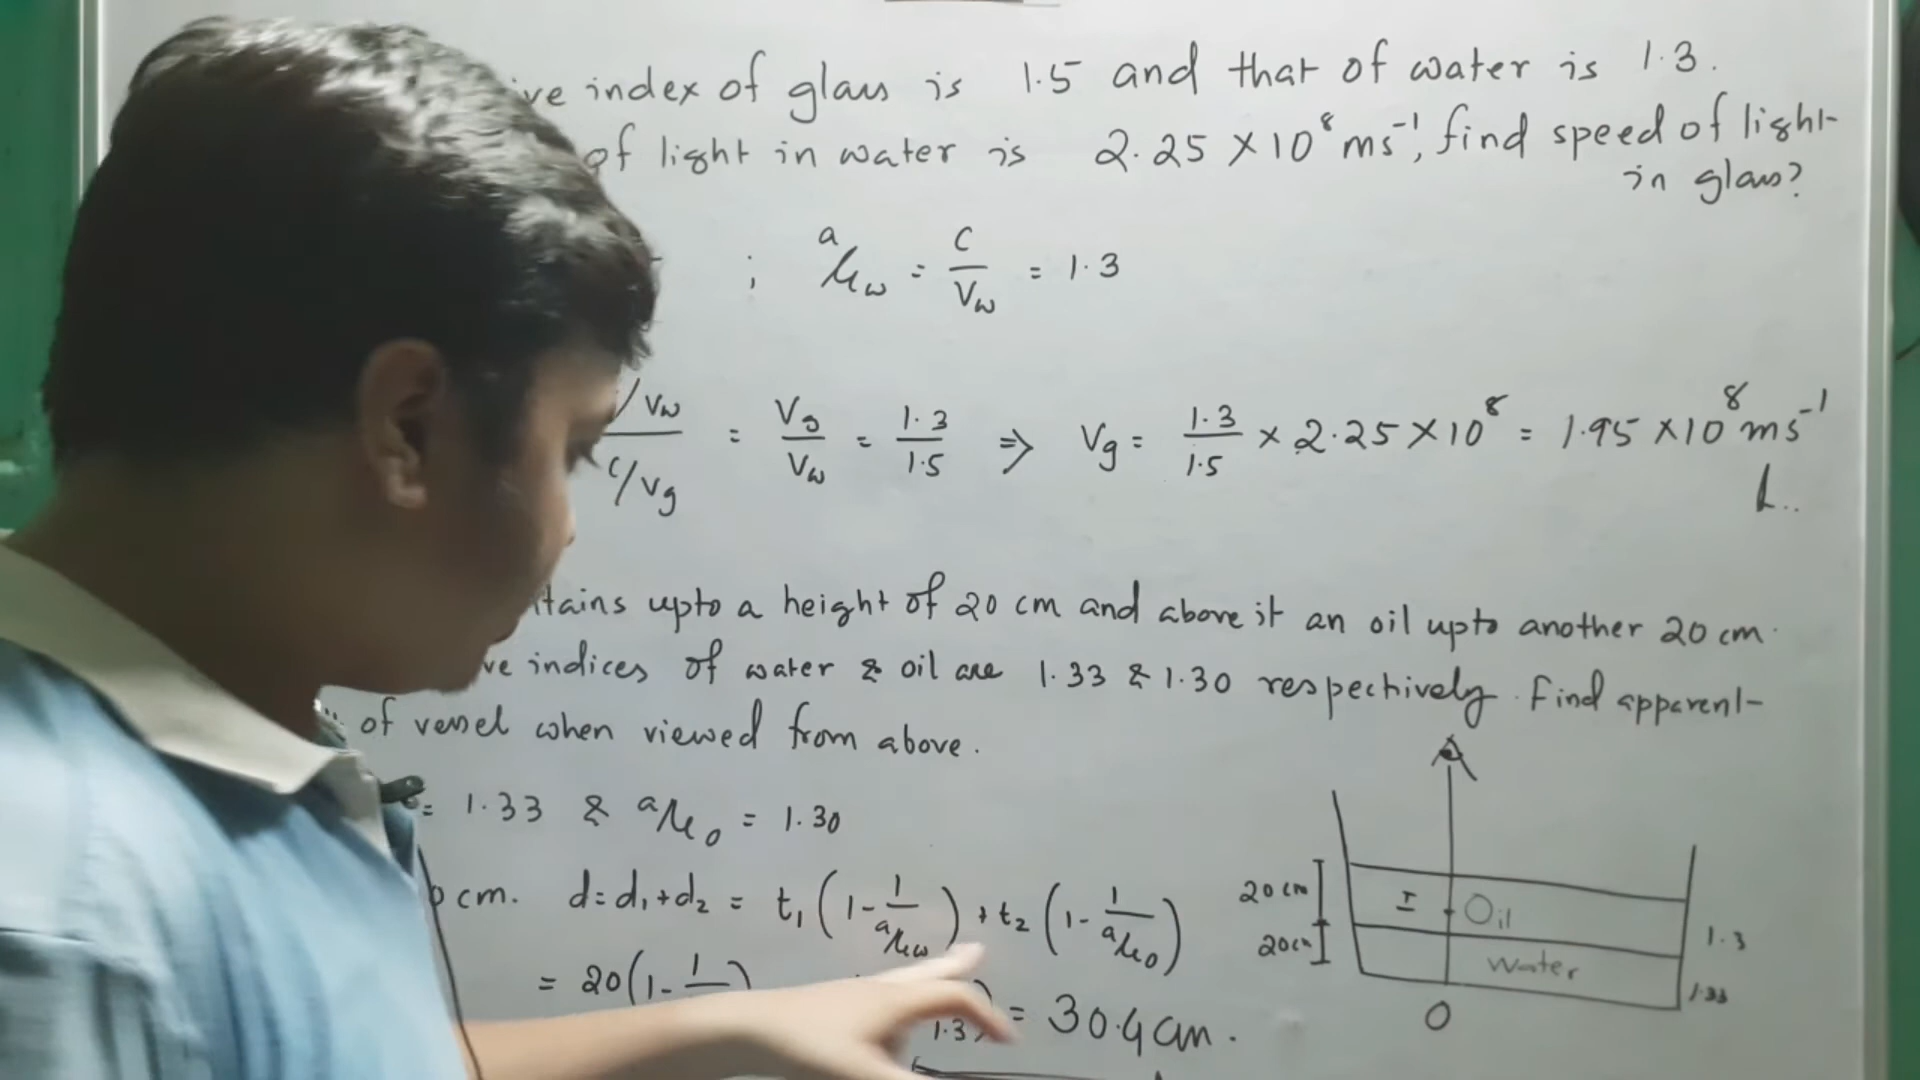 index of glass is 1.5 and that of water is 1.3.
of light in water is 2.25 × 10⁸ ms⁻¹, find speed of light
in glass?
; ᵃμw = C/Vw = 1.3
/Vw / C/Vg = Vg/Vw = 1.3/1.5 ⇒ Vg = 1.3/1.5 × 2.25 × 10⁸ = 1.95 × 10⁸ ms⁻¹
upto a height of 20 cm and above it an oil upto another 20 cm.
indices of water & oil are 1.33 & 1.30 respectively. Find apparent
of vessel when viewed from above.
= 1.33 & ᵃμo = 1.30
cm. d = d₁ + d₂ = t₁(1 - 1/ᵃμw) + t₂(1 - 1/ᵃμo)
= 20(1 - 1
1.3) = 30.4 cm.
20 cm I Oil
1.3
20cm Water
1.33
O